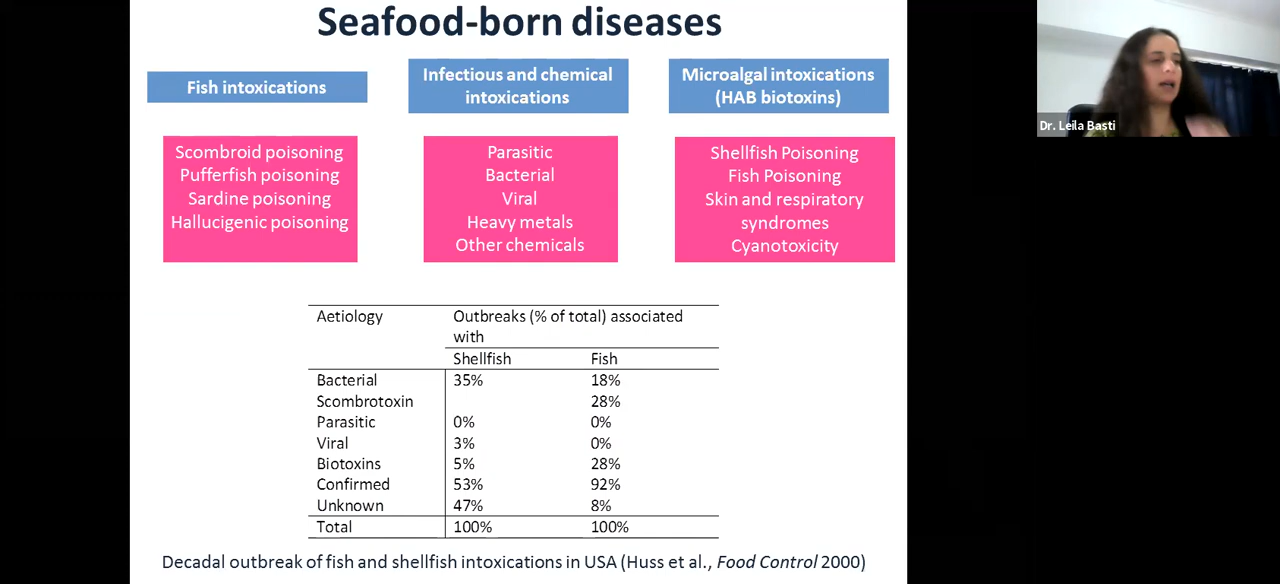 Seafood-born diseases
Fish intoxications
Infectious and chemical
intoxications
Microalgal intoxications
(HAB biotoxins)
Scombroid poisoning
Pufferfish poisoning
Sardine poisoning
Hallucigenic poisoning
Parasitic
Bacterial
Viral
Heavy metals
Other chemicals
Shellfish Poisoning
Fish Poisoning
Skin and respiratory
syndromes
Cyanotoxicity
Dr. Leila Basti
Aetiology Outbreaks (% of total) associated
with
Shellfish Fish
Bacterial 35% 18%
Scombrotoxin 28%
Parasitic 0% 0%
Viral 3% 0%
Biotoxins 5% 28%
Confirmed 53% 92%
Unknown 47% 8%
Total 100% 100%
Decadal outbreak of fish and shellfish intoxications in USA (Huss et al., Food Control 2000)